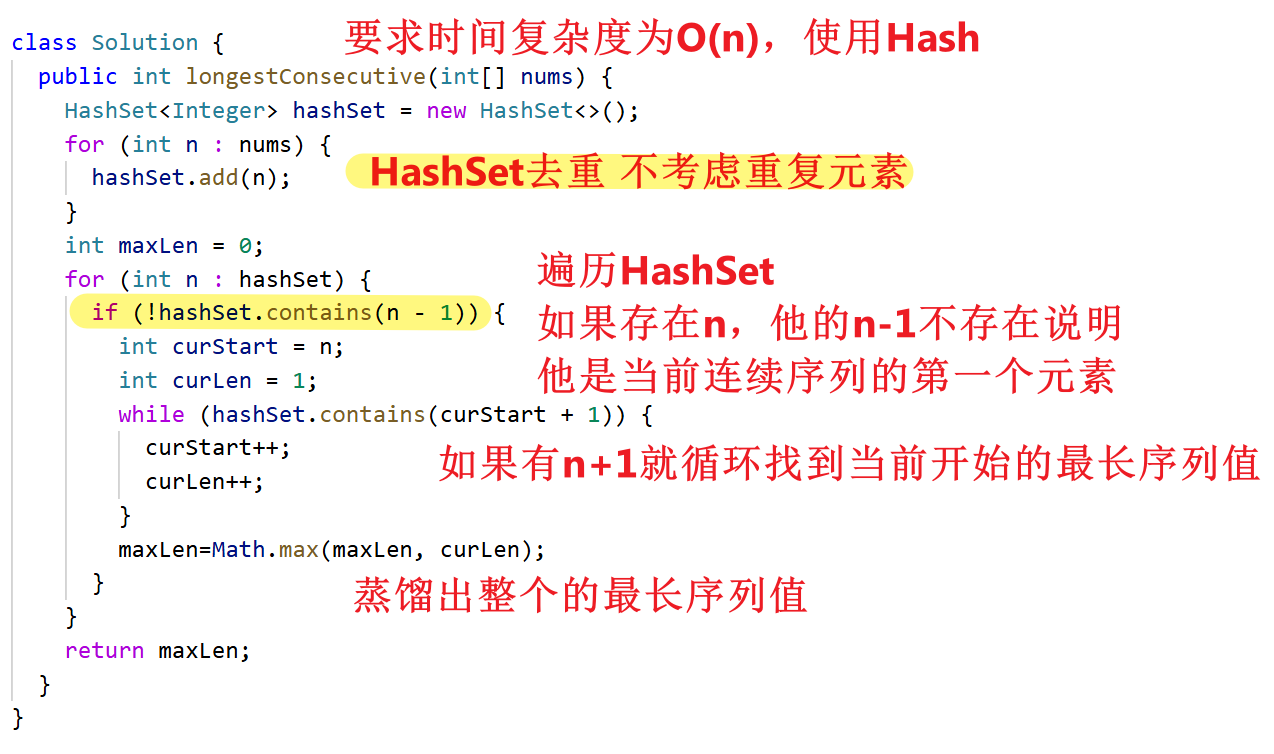 要求时间复杂度为O(n)，使用Hash
class Solution {
public int longestConsecutive(int[] nums) {
HashSet<Integer> hashSet = new HashSet<>();
for (int n : nums) {
hashSet.add(n);
HashSet去重 不考虑重复元素
}
int maxLen = 0;
for (int n : hashSet) {
遍历HashSet
if (!hashSet.contains(n - 1)) {
如果存在n，他的n-1不存在说明
int curStart = n;
int curLen = 1;
他是当前连续序列的第一个元素
while (hashSet.contains(curStart + 1)) {
curStart++;
如果有n+1就循环找到当前开始的最长序列值
curLen++;
}
maxLen=Math.max(maxLen, curLen);
}
蒸馏出整个的最长序列值
}
return maxLen;
}
}